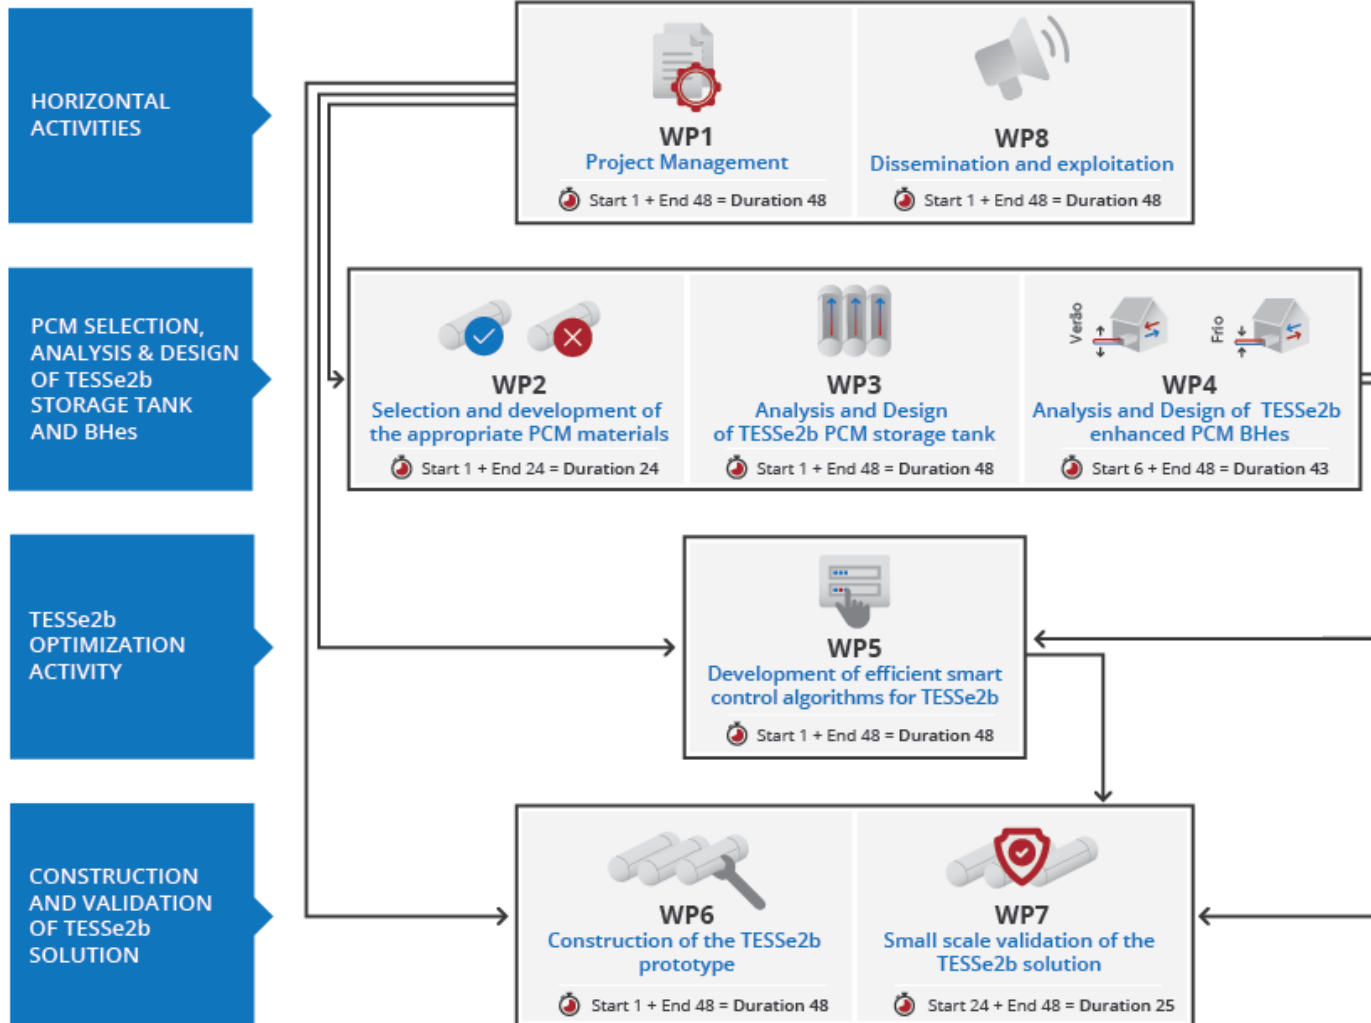 HORIZONTAL
ACTIVITIES
WP1
Project Management
Start 1 + End 48 = Duration 48
WP8
Dissemination and exploitation
Start 1 + End 48 = Duration 48
PCM SELECTION,
ANALYSIS & DESIGN
OF TESSe2b
STORAGE TANK
AND BHes
WP2
Selection and development of
the appropriate PCM materials
Start 1 + End 24 = Duration 24
WP3
Analysis and Design
of TESSe2b PCM storage tank
Start 1 + End 48 = Duration 48
Verão
Frio
WP4
Analysis and Design of TESSe2b
enhanced PCM BHes
Start 6 + End 48 = Duration 43
TESSe2b
OPTIMIZATION
ACTIVITY
WP5
Development of efficient smart
control algorithms for TESSe2b
Start 1 + End 48 = Duration 48
CONSTRUCTION
AND VALIDATION
OF TESSe2b
SOLUTION
WP6
Construction of the TESSe2b
prototype
Start 1 + End 48 = Duration 48
WP7
Small scale validation of the
TESSe2b solution
Start 24 + End 48 = Duration 25